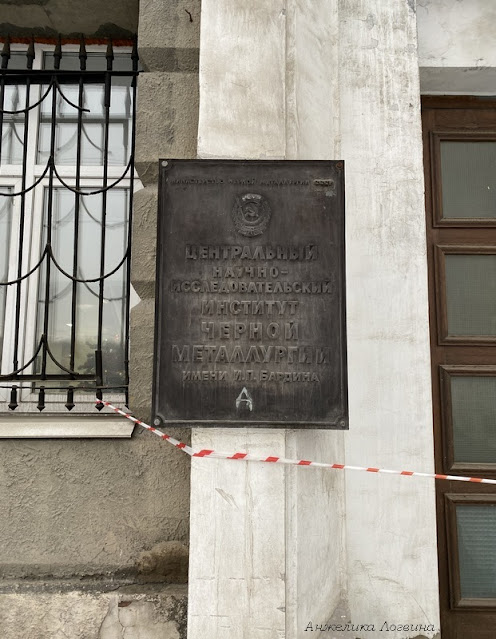 МИНИСТЕРСТВО ЧЕРНОЙ МЕТАЛЛУРГИИ СССР
ЦЕНТРАЛЬНЫЙ
НАУЧНО-
ИССЛЕДОВАТЕЛЬСКИЙ
ИНСТИТУТ
ЧЕРНОЙ
МЕТАЛЛУРГИИ
ИМЕНИ И.П. БАРДИНА
А
Анжелика Логвина